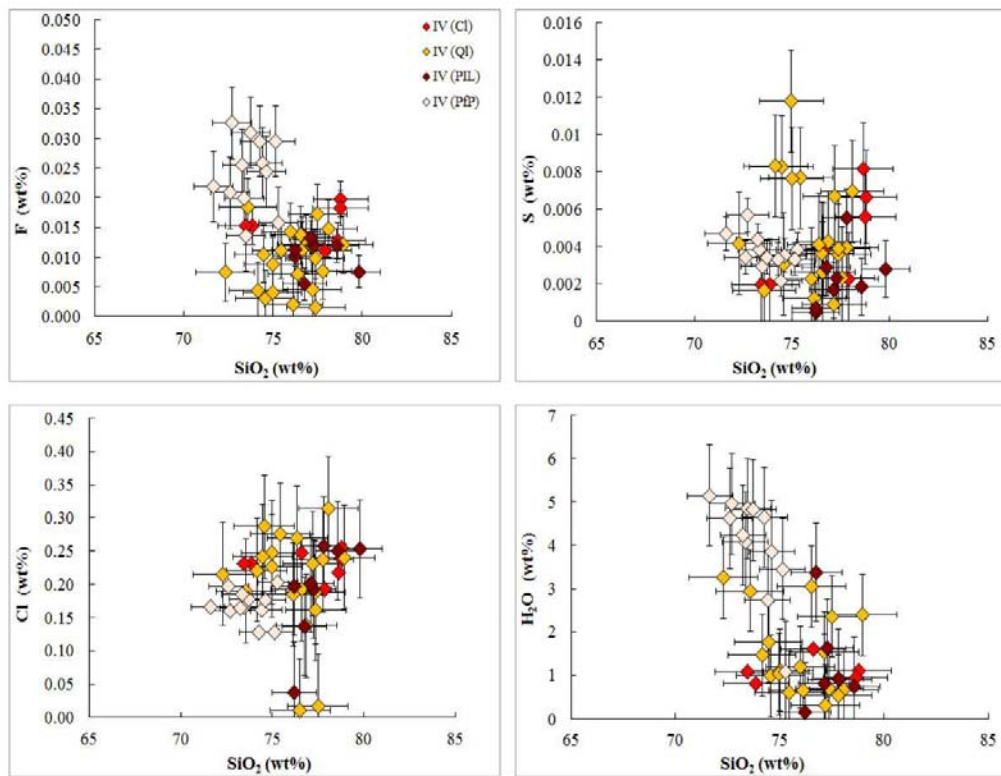 0.050
0.045
0.040
0.035
0.030
0.025
0.020
0.015
0.010
0.005
0.000
F (wt%)
65 70 75 80 85
SiO2 (wt%)
IV (Cl)
IV (Ql)
IV (PlL)
IV (PfP)
0.016
0.014
0.012
0.01
0.008
0.006
0.004
0.002
0
S (wt%)
65 70 75 80 85
SiO2 (wt%)
0.45
0.40
0.35
0.30
0.25
0.20
0.15
0.10
0.05
0.00
Cl (wt%)
65 70 75 80 85
SiO2 (wt%)
7
6
5
4
3
2
1
0
H2O (wt%)
65 70 75 80 85
SiO2 (wt%)